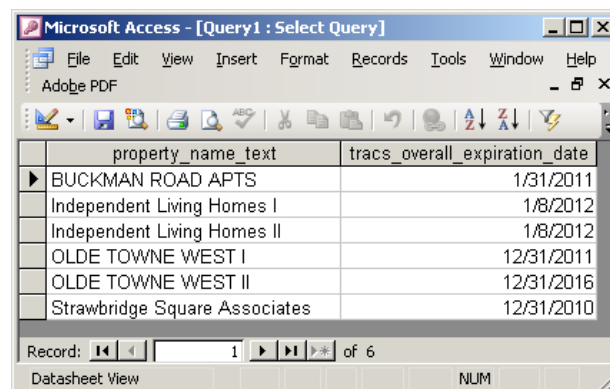 Microsoft Access - [Query1 : Select Query]
File Edit View Insert Format Records Tools Window Help
Adobe PDF
ABC A Z Z A
property_name_text tracs_overall_expiration_date
BUCKMAN ROAD APTS 1/31/2011
Independent Living Homes I 1/8/2012
Independent Living Homes II 1/8/2012
OLDE TOWNE WEST I 12/31/2011
OLDE TOWNE WEST II 12/31/2016
Strawbridge Square Associates 12/31/2010
Record: 1 of 6
Datasheet View NUM